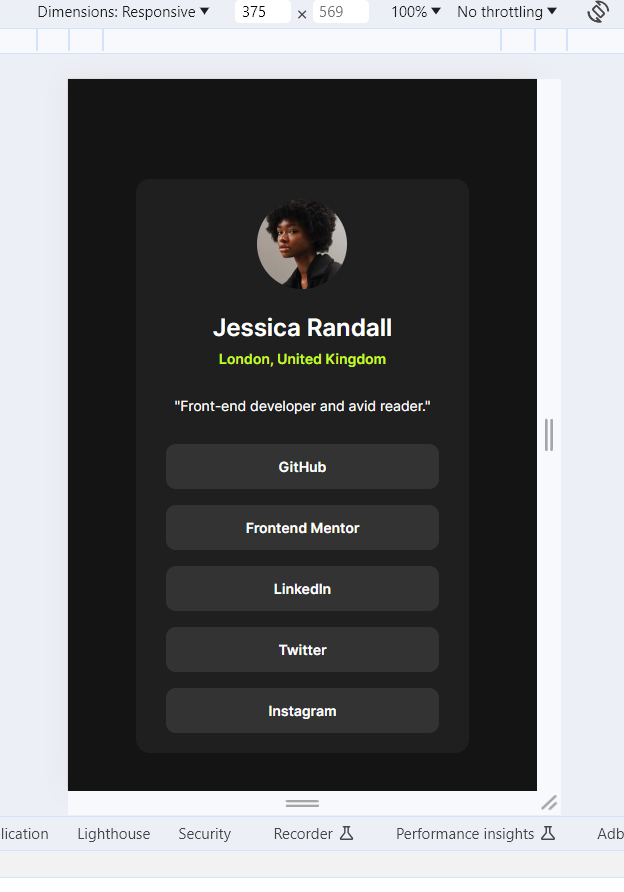 Dimensions: Responsive 375 × 569 100% No throttling
Jessica Randall
London, United Kingdom
"Front-end developer and avid reader."
GitHub
Frontend Mentor
LinkedIn
Twitter
Instagram
lication Lighthouse Security Recorder Performance insights Adb